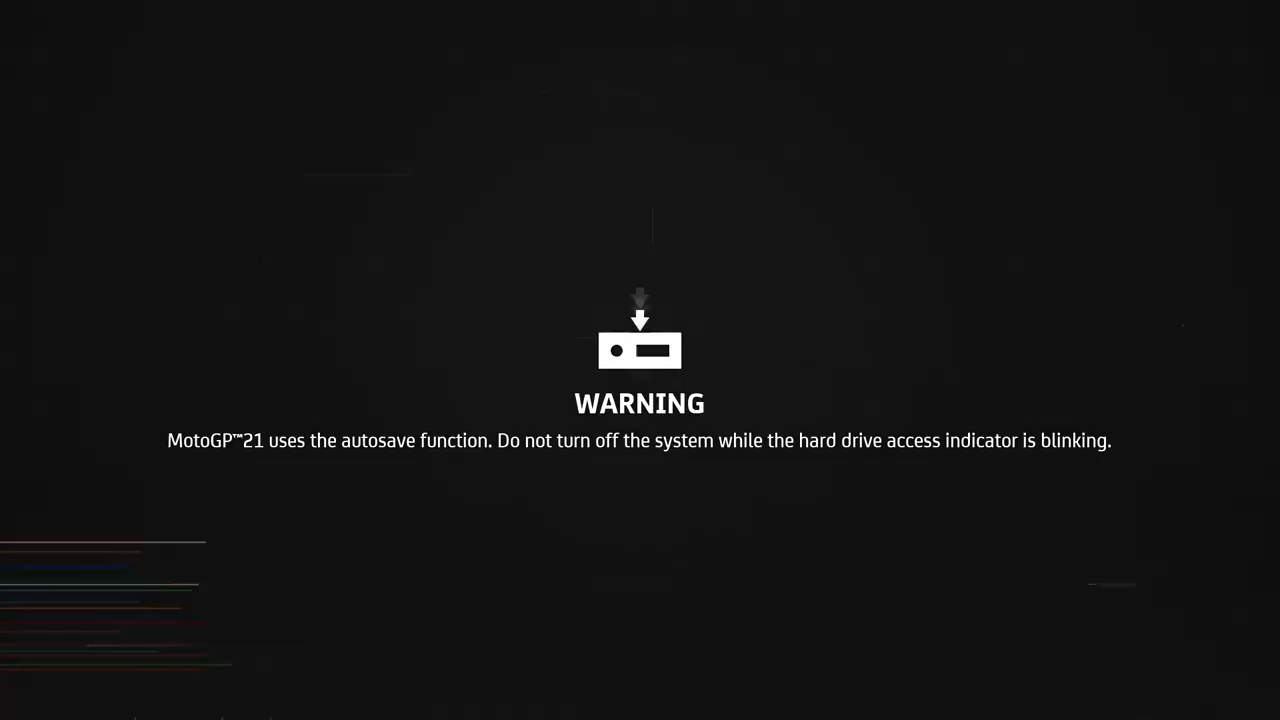 WARNING
MotoGP™21 uses the autosave function. Do not turn off the system while the hard drive access indicator is blinking.